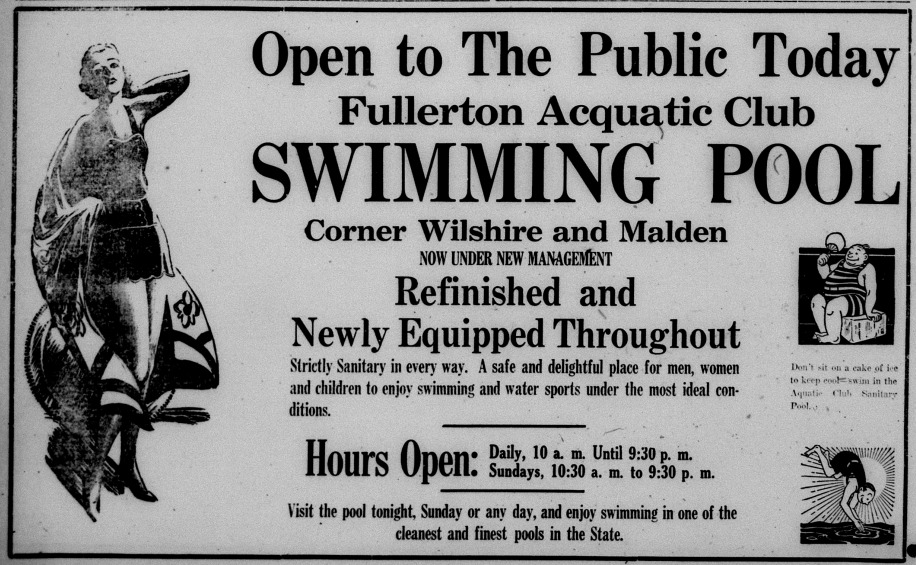 Open to The Public Today
Fullerton Acquatic Club
SWIMMING POOL
Corner Wilshire and Malden
NOW UNDER NEW MANAGEMENT
Refinished and
Newly Equipped Throughout
Strictly Sanitary in every way. A safe and delightful place for men, women
and children to enjoy swimming and water sports under the most ideal con-
ditions.
Hours Open:
Daily, 10 a. m. Until 9:30 p. m.
Sundays, 10:30 a. m. to 9:30 p. m.
Visit the pool tonight, Sunday or any day, and enjoy swimming in one of the
cleanest and finest pools in the State.
Don't sit on a cake of ice
to keep cool—swim in the
Aquatic Club Sanitary
Pool.